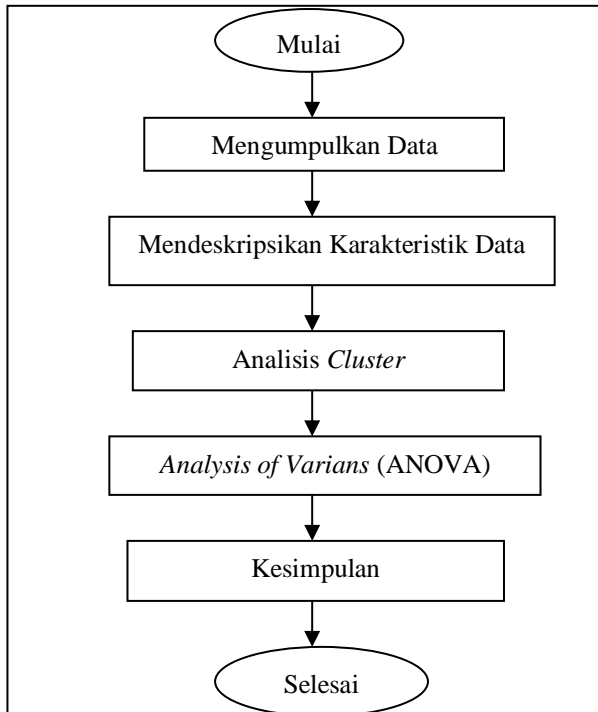 Mulai
Mengumpulkan Data
Mendeskripsikan Karakteristik Data
Analisis Cluster
Analysis of Varians (ANOVA)
Kesimpulan
Selesai